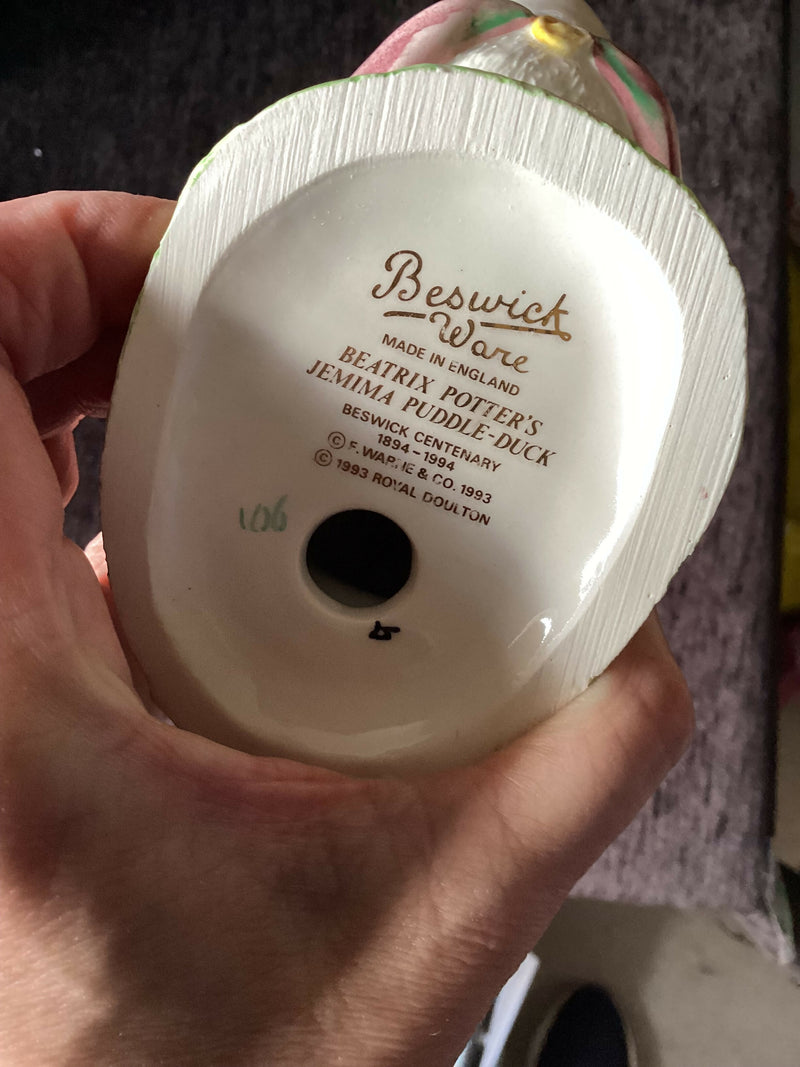 Beswick
Ware
MADE IN ENGLAND
BEATRIX POTTER'S
JEMIMA PUDDLE-DUCK
BESWICK CENTENARY
1894-1994
© F. WARNE & CO. 1993
© 1993 ROYAL DOULTON
106